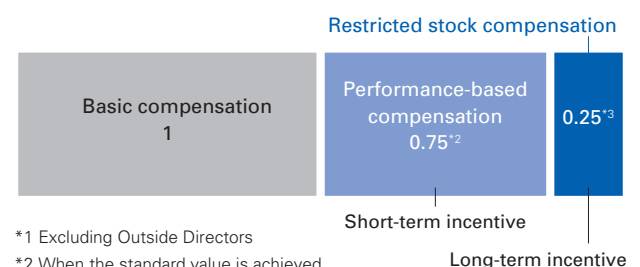 Restricted stock compensation
Basic compensation
1
Performance-based
compensation
0.75*2
0.25*3
Short-term incentive
*1 Excluding Outside Directors
Long-term incentive
*2 When the standard value is achieved